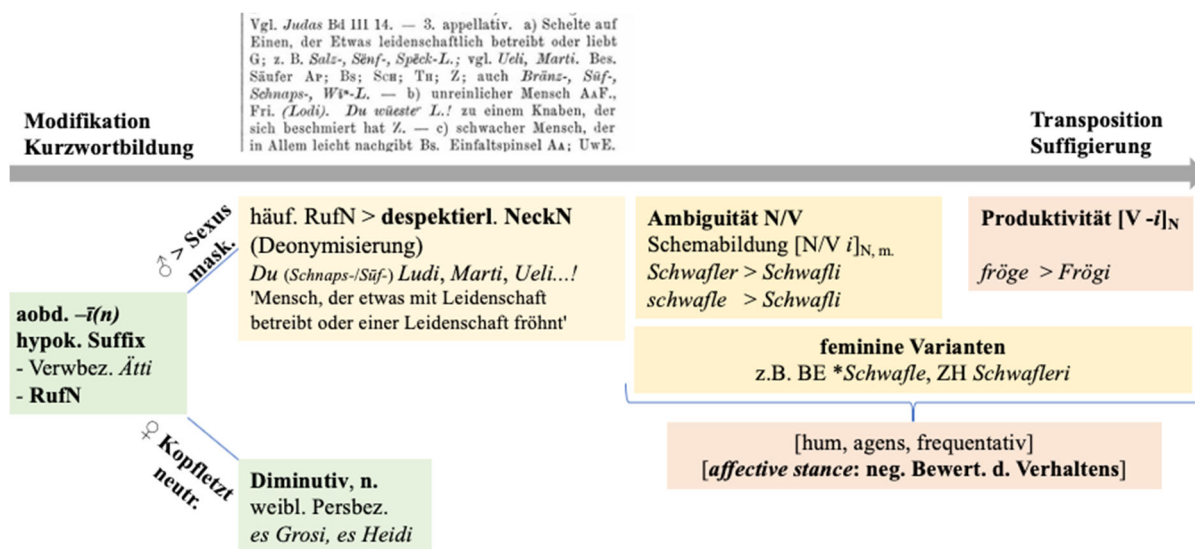 Vgl. Judas Bd III 14. — 3. appellativ. a) Schelte auf
Einen, der Etwas leidenschaftlich betreibt oder liebt
G; z. B. Salz-, Sënf-, Spëck-L.; vgl. Ueli, Marti. Bes.
Säufer Ap; Bs; Sch; Th; Z; auch Bränz-, Süf-,
Schnaps-, Wiⁿ-L. — b) unreinlicher Mensch AaF.,
Fri. (Lodi). Du wüester L.! zu einem Knaben, der
sich beschmiert hat Z. — c) schwacher Mensch, der
in Allem leicht nachgibt Bs. Einfaltspinsel Aa; UwE.
Modifikation
Kurzwortbildung
Transposition
Suffigierung
♂ > Sexus
mask.
häuf. RufN > despektierl. NeckN
(Deonymisierung)
Du (Schnaps-/Süf-) Ludi, Marti, Ueli...!
'Mensch, der etwas mit Leidenschaft
betreibt oder einer Leidenschaft fröhnt'
Ambiguität N/V
Schemabildung [N/V i]N, m.
Schwafler > Schwafli
schwafle > Schwafli
Produktivität [V -i]N
fröge > Frögi
aobd. –ī(n)
hypok. Suffix
- Verwbez. Ätti
- RufN
feminine Varianten
z.B. BE *Schwafle, ZH Schwafleri
♀ Kopfletzt
neutr.
[hum, agens, frequentativ]
[affective stance: neg. Bewert. d. Verhaltens]
Diminutiv, n.
weibl. Persbez.
es Grosi, es Heidi